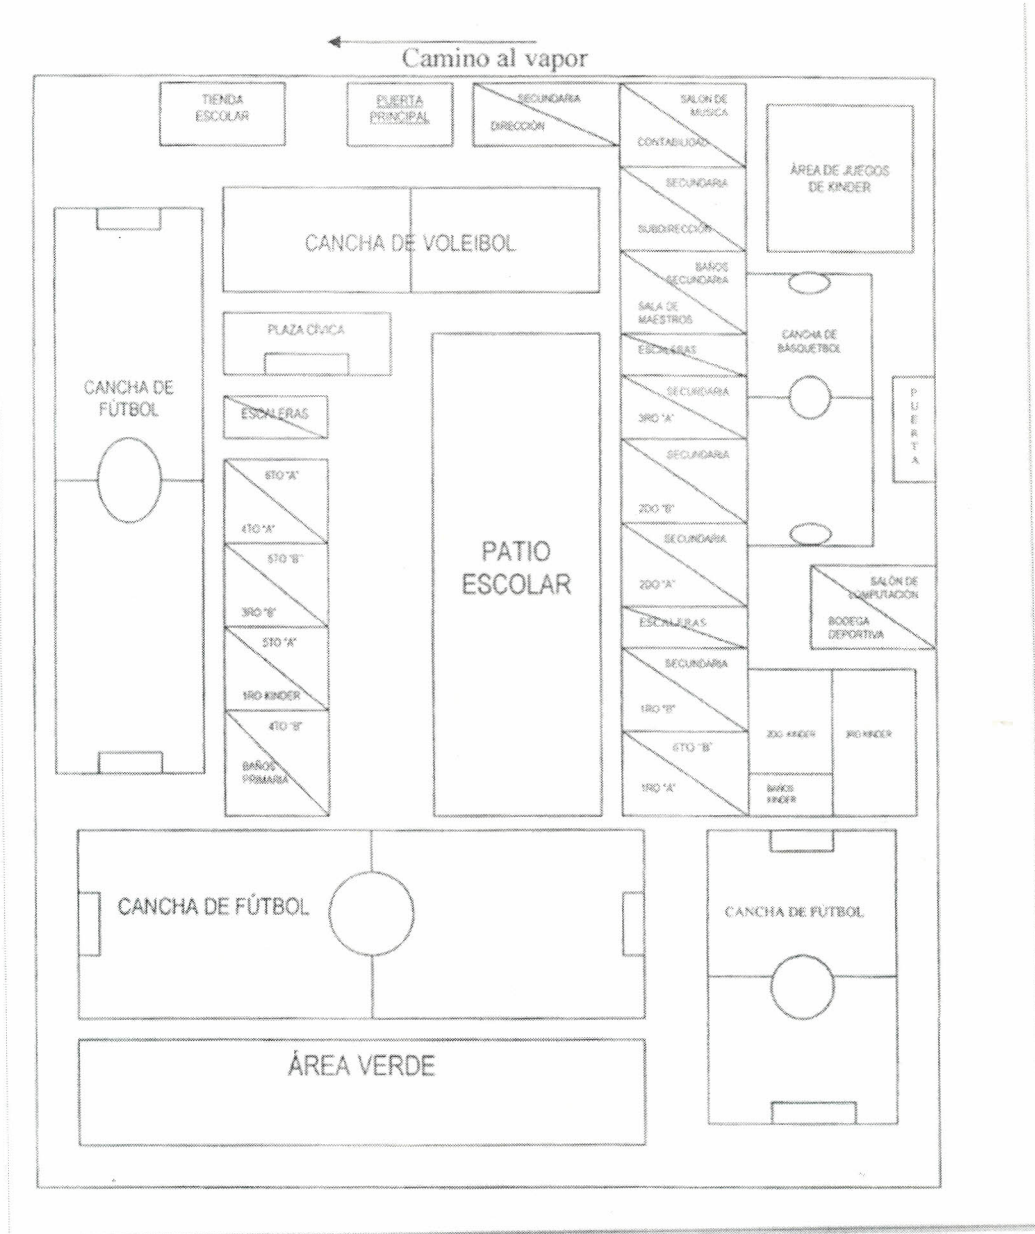 Camino al vapor
TIENDA
ESCOLAR
PUERTA
PRINCIPAL
SECUNDARIA
DIRECCIÓN
SALON DE
MUSICA
CONTABILIDAD
ÁREA DE JUEGOS
DE KINDER
SECUNDARIA
SUBDIRECCIÓN
CANCHA DE VOLEIBOL
BAÑOS
SECUNDARIA
SALA DE
MAESTROS
PLAZA CÍVICA
ESCALERAS
CANCHA DE
BÁSQUETBOL
CANCHA DE
FÚTBOL
ESCALERAS
SECUNDARIA
3RO "A"
PUERTA
SECUNDARIA
2DO "B"
6TO "A"
4TO "A"
PATIO
ESCOLAR
SECUNDARIA
2DO "A"
5TO "B"
3RO "B"
SALÓN DE
COMPUTACIÓN
BODEGA
DEPORTIVA
ESCALERAS
5TO "A"
1RO KINDER
SECUNDARIA
1RO "B"
4TO "B"
BAÑOS
PRIMARIA
6TO "B"
1RO "A"
2DO KINDER
3RO KINDER
BAÑOS
KINDER
CANCHA DE FÚTBOL
CANCHA DE FÚTBOL
ÁREA VERDE